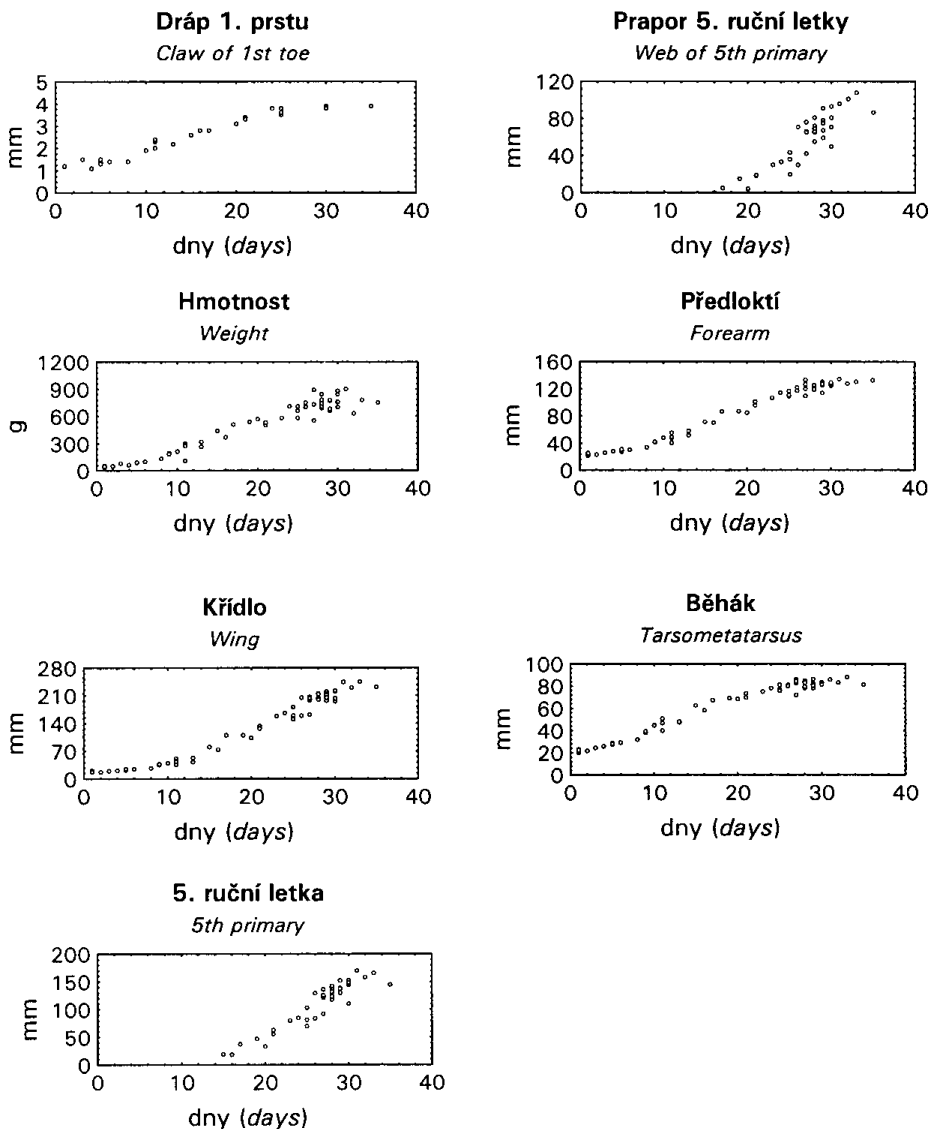 Dráp 1. prstu
Claw of 1st toe
5
4
3
2
1
0
mm
0 10 20 30 40
dny (days)
Prapor 5. ruční letky
Web of 5th primary
120
80
40
0
mm
0 10 20 30 40
dny (days)
Hmotnost
Weight
1200
900
600
300
0
g
0 10 20 30 40
dny (days)
Předloktí
Forearm
160
120
80
40
0
mm
0 10 20 30 40
dny (days)
Křídlo
Wing
280
210
140
70
0
mm
0 10 20 30 40
dny (days)
Běhák
Tarsometatarsus
100
80
60
40
20
0
mm
0 10 20 30 40
dny (days)
5. ruční letka
5th primary
200
150
100
50
0
mm
0 10 20 30 40
dny (days)